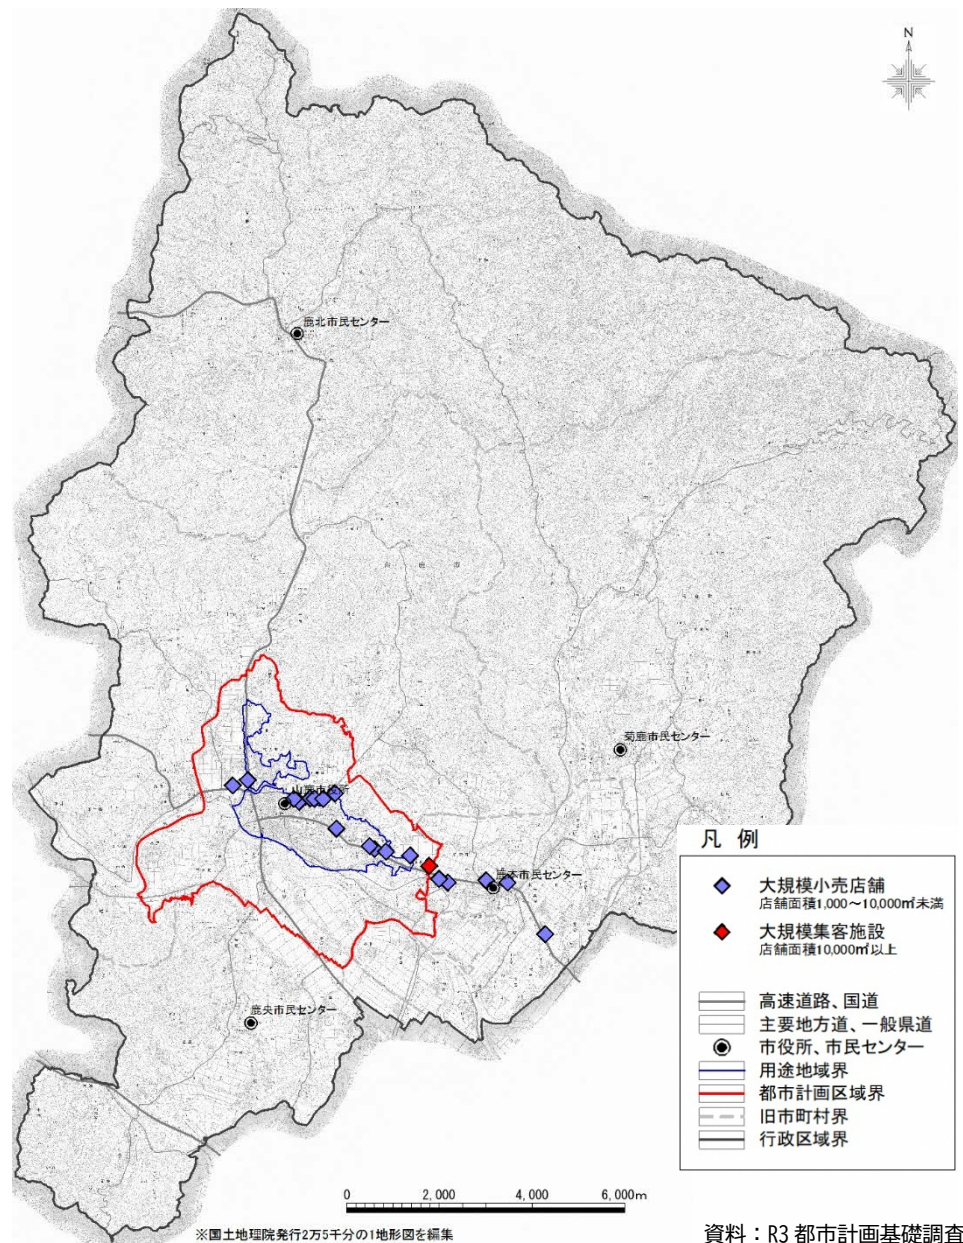 N
鹿北市民センター
菊鹿市民センター
山鹿市役所
鹿本市民センター
鹿央市民センター
凡 例
大規模小売店舗
店舗面積1,000～10,000㎡未満
大規模集客施設
店舗面積10,000㎡以上
高速道路、国道
主要地方道、一般県道
市役所、市民センター
用途地域界
都市計画区域界
旧市町村界
行政区域界
0 2,000 4,000 6,000m
※国土地理院発行2万5千分の1地形図を編集
資料：R3 都市計画基礎調査